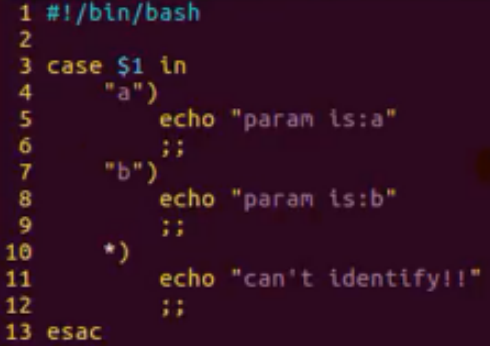 1 #!/bin/bash
2
3 case $1 in
4     "a")
5         echo "param is:a"
6         ;;
7     "b")
8         echo "param is:b"
9         ;;
10     *)
11         echo "can't identify!!"
12         ;;
13 esac